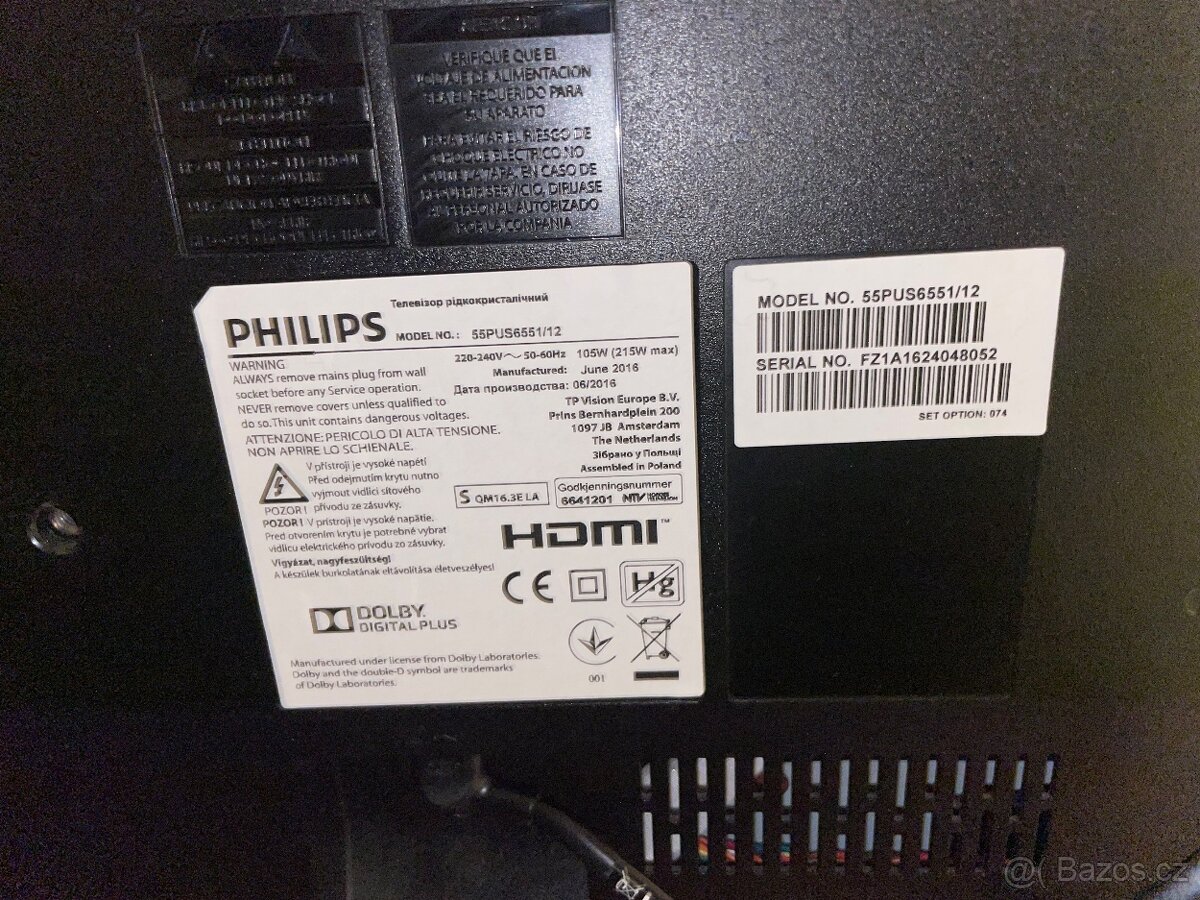 VERIFIQUE QUE EL
VOLTAJE DE ALIMENTACION
SEA EL REQUERIDO PARA
SU APARATO
PARA EVITAR EL RIESGO DE
CHOQUE ELECTRICO NO
QUITE LA TAPA. EN CASO DE
REQUERIR SERVICIO, DIRIJASE
AL PERSONAL AUTORIZADO
POR LA COMPANIA
Телевізор рідкокристалічний
PHILIPS MODEL NO.: 55PUS6551/12
220-240V～ 50-60Hz 105W (215W max)
Manufactured: June 2016
Дата производства: 06/2016
WARNING
ALWAYS remove mains plug from wall
socket before any Service operation.
NEVER remove covers unless qualified to
do so. This unit contains dangerous voltages.
ATTENZIONE: PERICOLO DI ALTA TENSIONE.
NON APRIRE LO SCHIENALE.
TP Vision Europe B.V.
Prins Bernhardplein 200
1097 JB Amsterdam
The Netherlands
Зібрано у Польщі
Assembled in Poland
V přístroji je vysoké napětí
Před odejmutím krytu nutno
vyjmout vidlici síťového
POZOR! přívodu ze zásuvky.
POZOR! V prístroji je vysoké napätie.
Pred otvorením krytu je potrebné vybrat
vidlicu elektrického prívodu zo zásuvky.
Vigyázat, nagyfeszültség!
A készülek burkolatának eltávolítása életveszélyes!
S QM16.3E LA
Godkjenningsnummer
6641201 NTV
HDMI™
CE
Hg
DOLBY.
DIGITAL PLUS
Manufactured under license from Dolby Laboratories.
Dolby and the double-D symbol are trademarks
of Dolby Laboratories.
001
MODEL NO. 55PUS6551/12
SERIAL NO. FZ1A1624048052
SET OPTION: 074
@( Bazos.cz